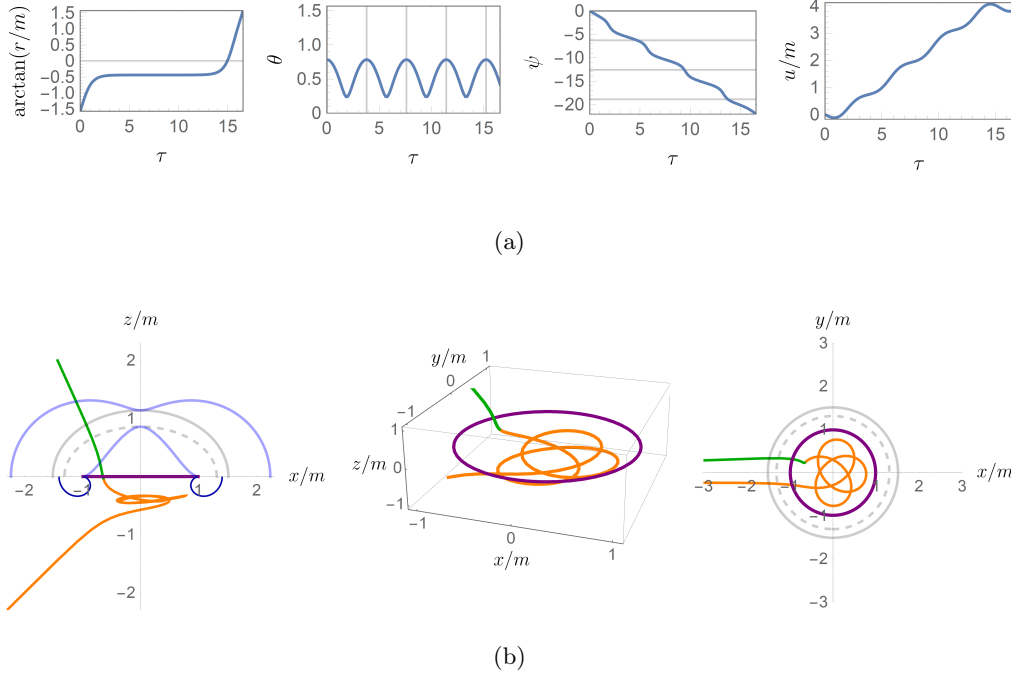 arctan(r/m)
1.5
1.0
0.5
0
−0.5
−1.0
−1.5
0 5 10 15
τ
θ
1.5
1.0
0.5
0
0 5 10 15
τ
ψ
0
−5
−10
−15
−20
0 5 10 15
τ
u/m
4
3
2
1
0
0 5 10 15
τ
(a)
z/m
2
1
−2 −1 1 2 x/m
−1
−2
y/m
1
0
−1
1
z/m 0
−1
−1
0
1
x/m
y/m
3
2
1
−3 −2 −1 1 2 3 x/m
−1
−2
−3
(b)